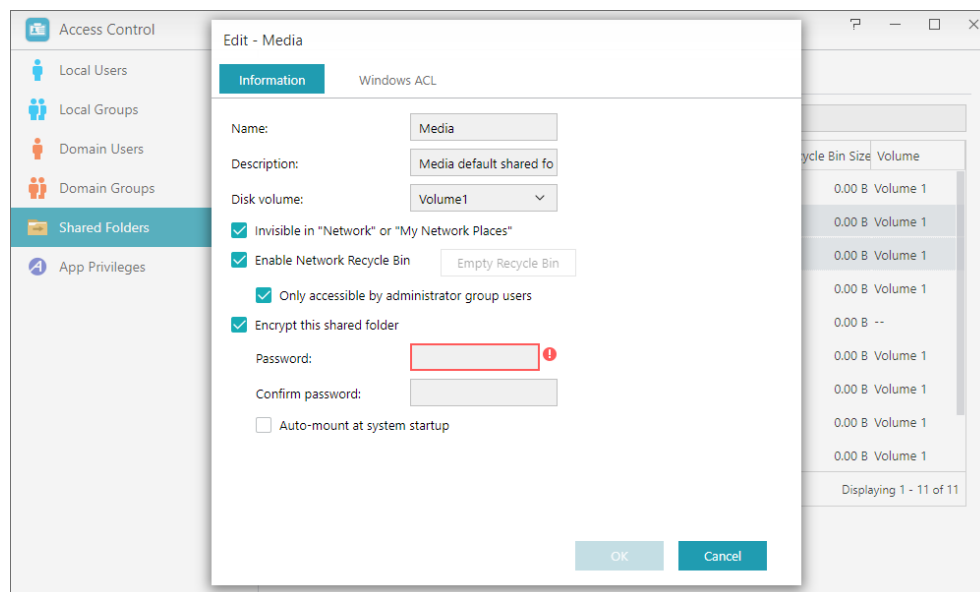 Access Control
Local Users
Local Groups
Domain Users
Domain Groups
Shared Folders
App Privileges
Edit - Media
Information
Windows ACL
Name:
Media
Description:
Media default shared fo
Disk volume:
Volume1
Invisible in "Network" or "My Network Places"
Enable Network Recycle Bin
Empty Recycle Bin
Only accessible by administrator group users
Encrypt this shared folder
Password:
Confirm password:
Auto-mount at system startup
OK
Cancel
Bin Size Volume
0.00 B Volume 1
0.00 B Volume 1
0.00 B Volume 1
0.00 B Volume 1
0.00 B --
0.00 B Volume 1
0.00 B Volume 1
0.00 B Volume 1
0.00 B Volume 1
Displaying 1 - 11 of 11